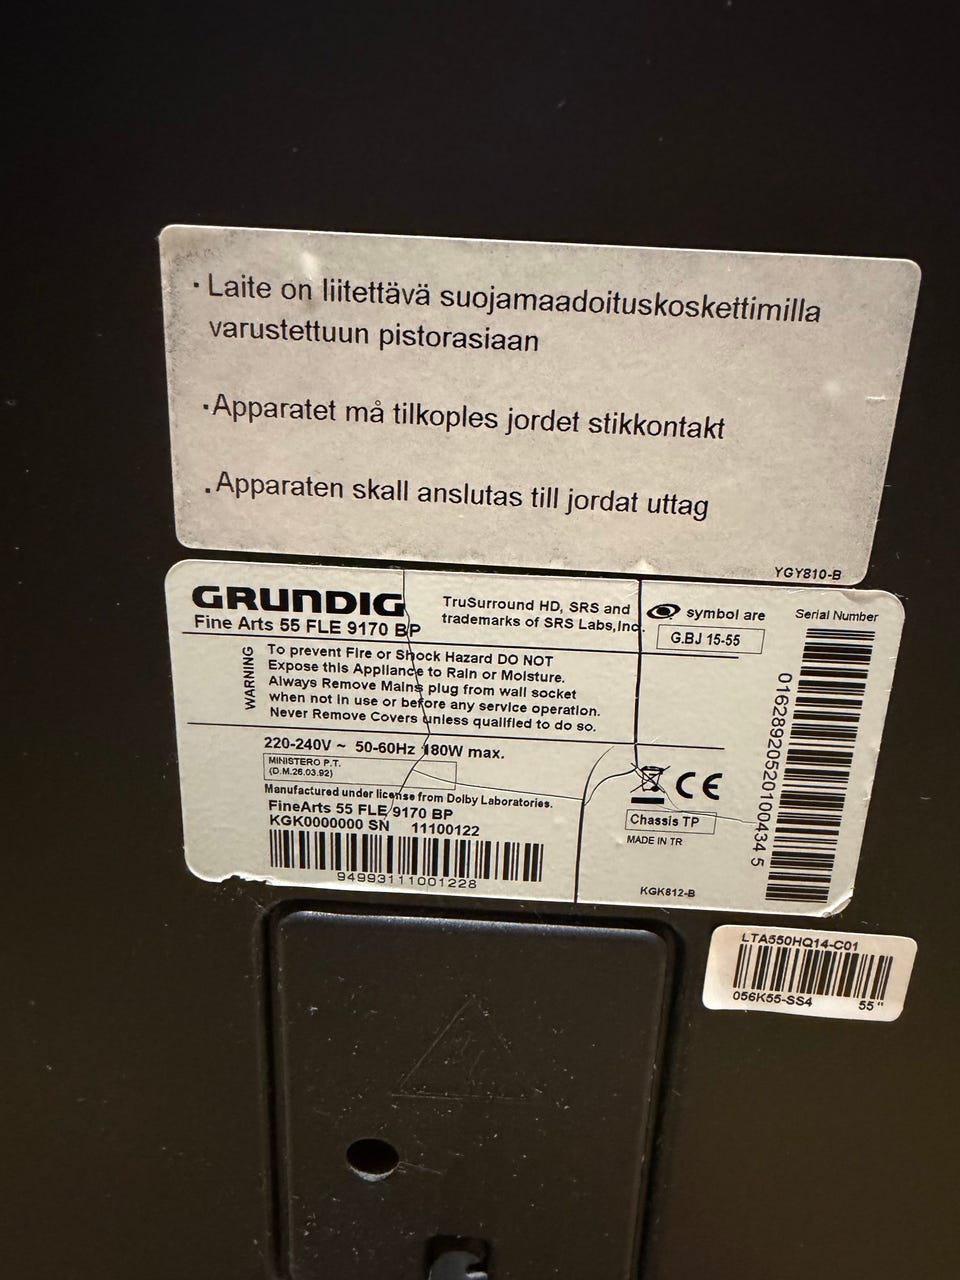 · Laite on liitettävä suojamaadoituskoskettimilla
varustettuun pistorasiaan
·Apparatet må tilkoples jordet stikkontakt
.Apparaten skall anslutas till jordat uttag
YGY810-B
GRUNDIG
Fine Arts 55 FLE 9170 BP
TruSurround HD, SRS and symbol are
trademarks of SRS Labs,Inc.
G.BJ 15-55
Serial Number
WARNING
To prevent Fire or Shock Hazard DO NOT
Expose this Appliance to Rain or Moisture.
Always Remove Mains plug from wall socket
when not in use or before any service operation.
Never Remove Covers unless qualified to do so.
220-240V ~ 50-60Hz 180W max.
MINISTERO P.T.
(D.M.26.03.92)
Manufactured under license from Dolby Laboratories.
FineArts 55 FLE 9170 BP
KGK0000000 SN 11100122
94993111001228
CE
Chassis TP
MADE IN TR
KGK812-B
01628920520100434 5
LTA550HQ14-C01
056K55-SS4 55 "